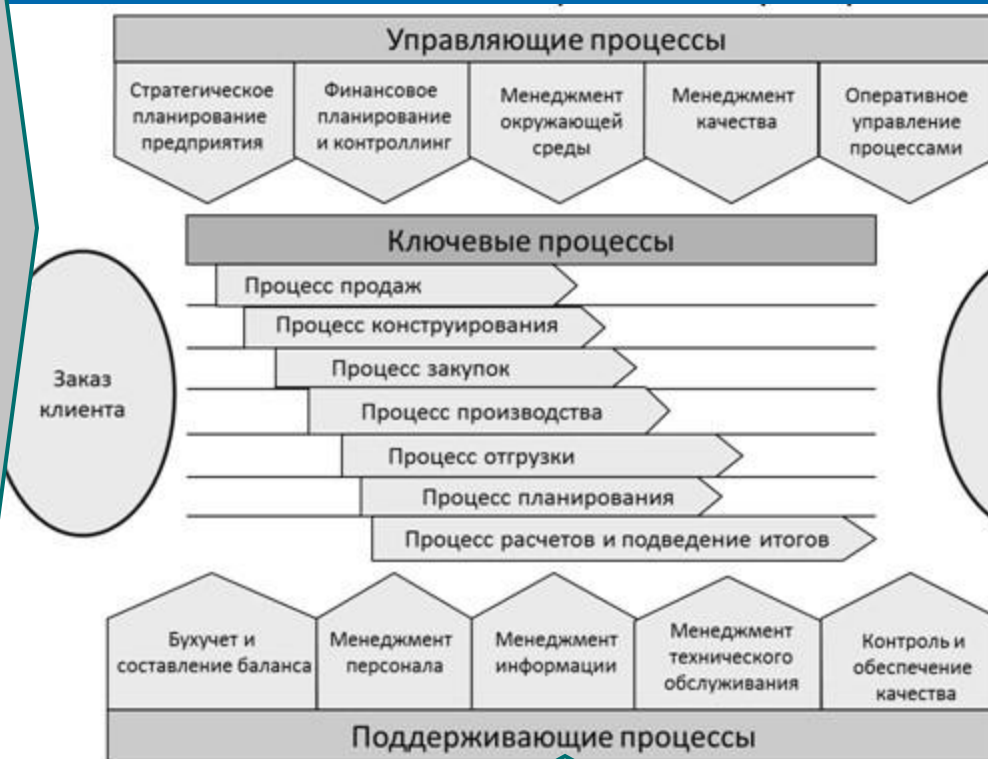 Управляющие процессы
Стратегическое
планирование
предприятия
Финансовое
планирование
и контроллинг
Менеджмент
окружающей
среды
Менеджмент
качества
Оперативное
управление
процессами
Ключевые процессы
Процесс продаж
Процесс конструирования
Процесс закупок
Процесс производства
Процесс отгрузки
Процесс планирования
Процесс расчетов и подведение итогов
Заказ
клиента
Бухучет и
составление баланса
Менеджмент
персонала
Менеджмент
информации
Менеджмент
технического
обслуживания
Контроль и
обеспечение
качества
Поддерживающие процессы